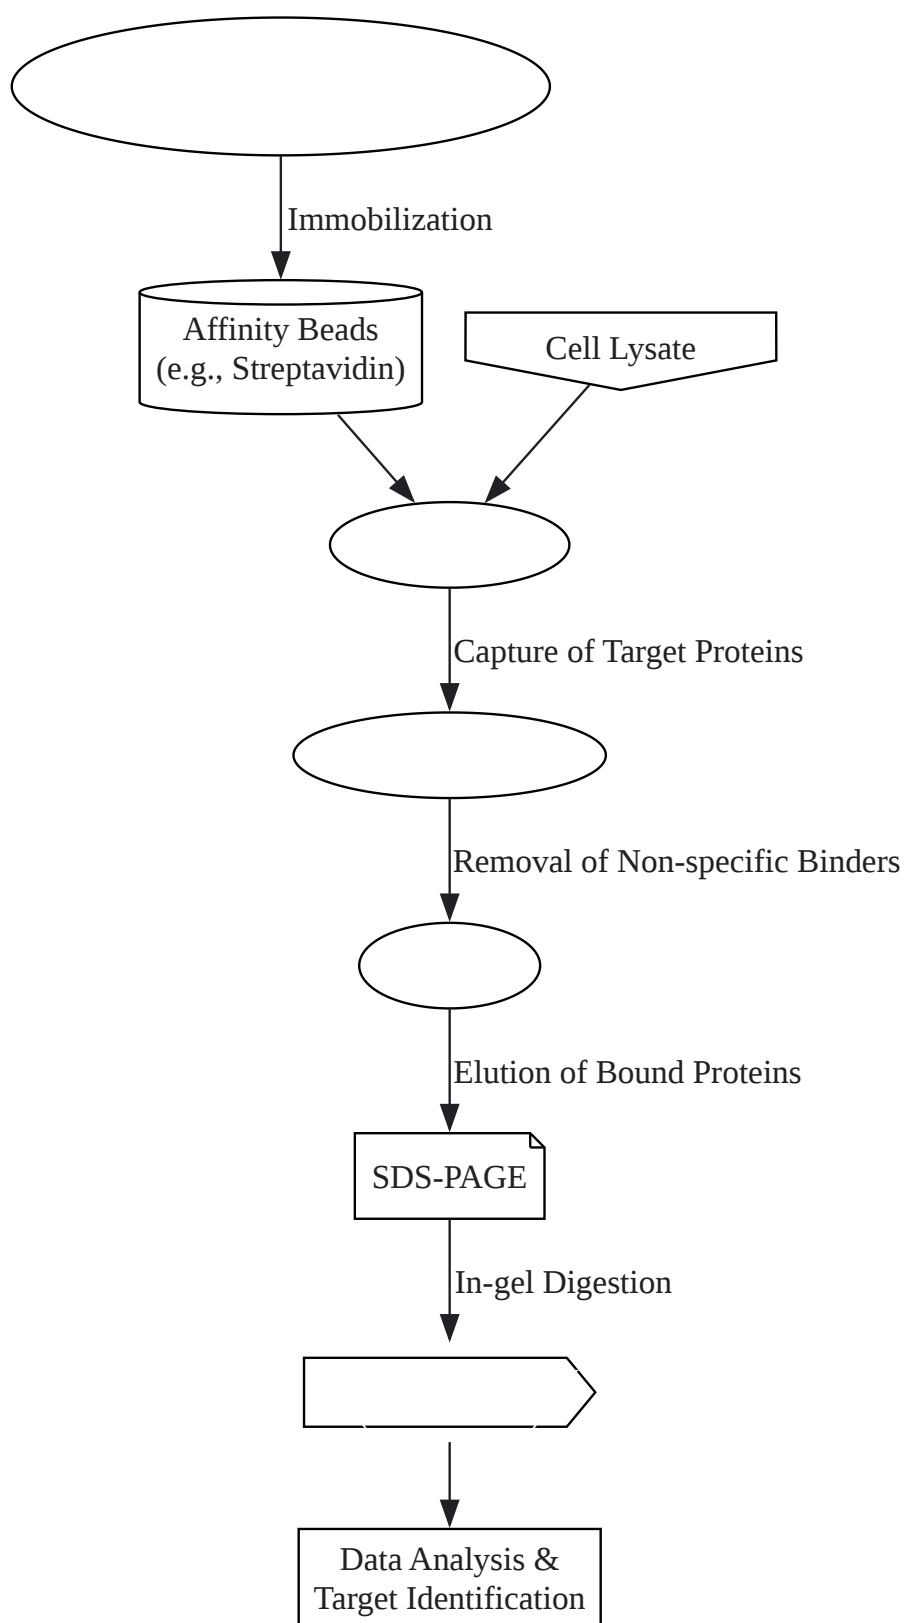 Immobilization
Affinity Beads
(e.g., Streptavidin)
Cell Lysate
Capture of Target Proteins
Removal of Non-specific Binders
Elution of Bound Proteins
SDS-PAGE
In-gel Digestion
Data Analysis &
Target Identification